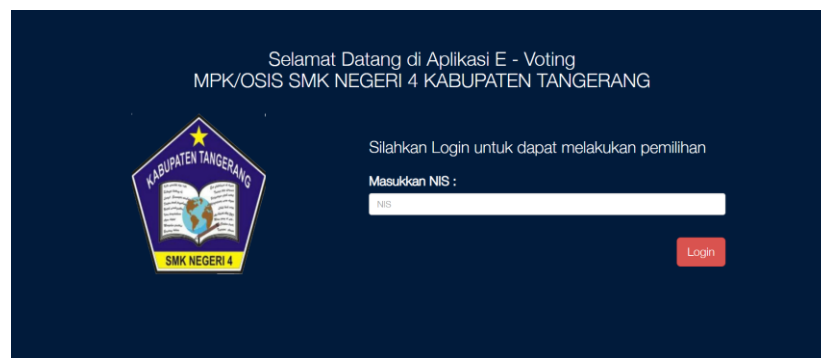 Selamat Datang di Aplikasi E - Voting
MPK/OSIS SMK NEGERI 4 KABUPATEN TANGERANG
KABUPATEN TANGERANG
SMK NEGERI 4
Silahkan Login untuk dapat melakukan pemilihan
Masukkan NIS :
NIS
Login